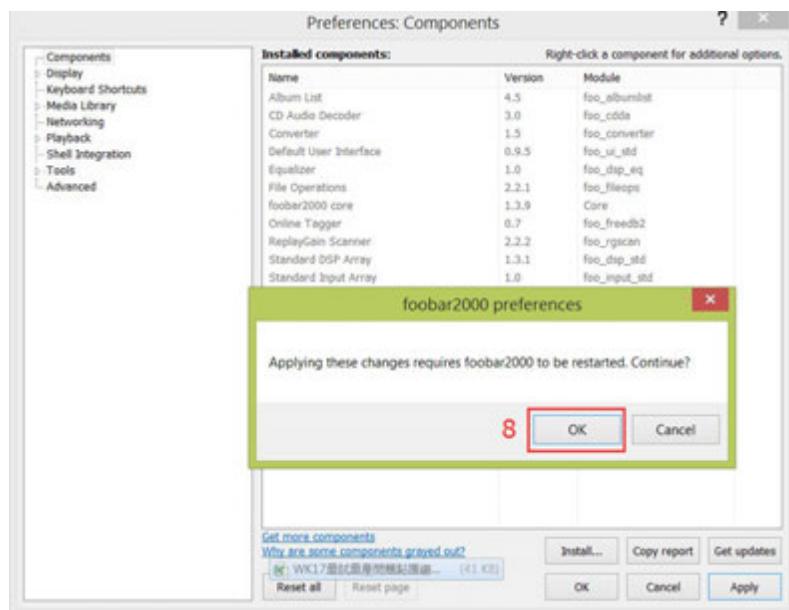 Preferences: Components
?
Components
Display
Keyboard Shortcuts
Media Library
Networking
Playback
Shell Integration
Tools
Advanced
Installed components: Right-click a component for additional options.
Name Version Module
Album List 4.5 foo_albumlist
CD Audio Decoder 3.0 foo_cdda
Converter 1.5 foo_converter
Default User Interface 0.9.5 foo_ui_std
Equalizer 1.0 foo_dsp_eq
File Operations 2.2.1 foo_fileops
foobar2000 core 1.3.9 Core
Online Tagger 0.7 foo_freedb2
ReplayGain Scanner 2.2.2 foo_rgscan
Standard DSP Array 1.3.1 foo_dsp_std
Standard Input Array 1.0 foo_input_std
foobar2000 preferences
Applying these changes requires foobar2000 to be restarted. Continue?
8 OK Cancel
Get more components
Why are some components grayed out?
WK17 (41 KB)
Install... Copy report Get updates
Reset all Reset page OK Cancel Apply